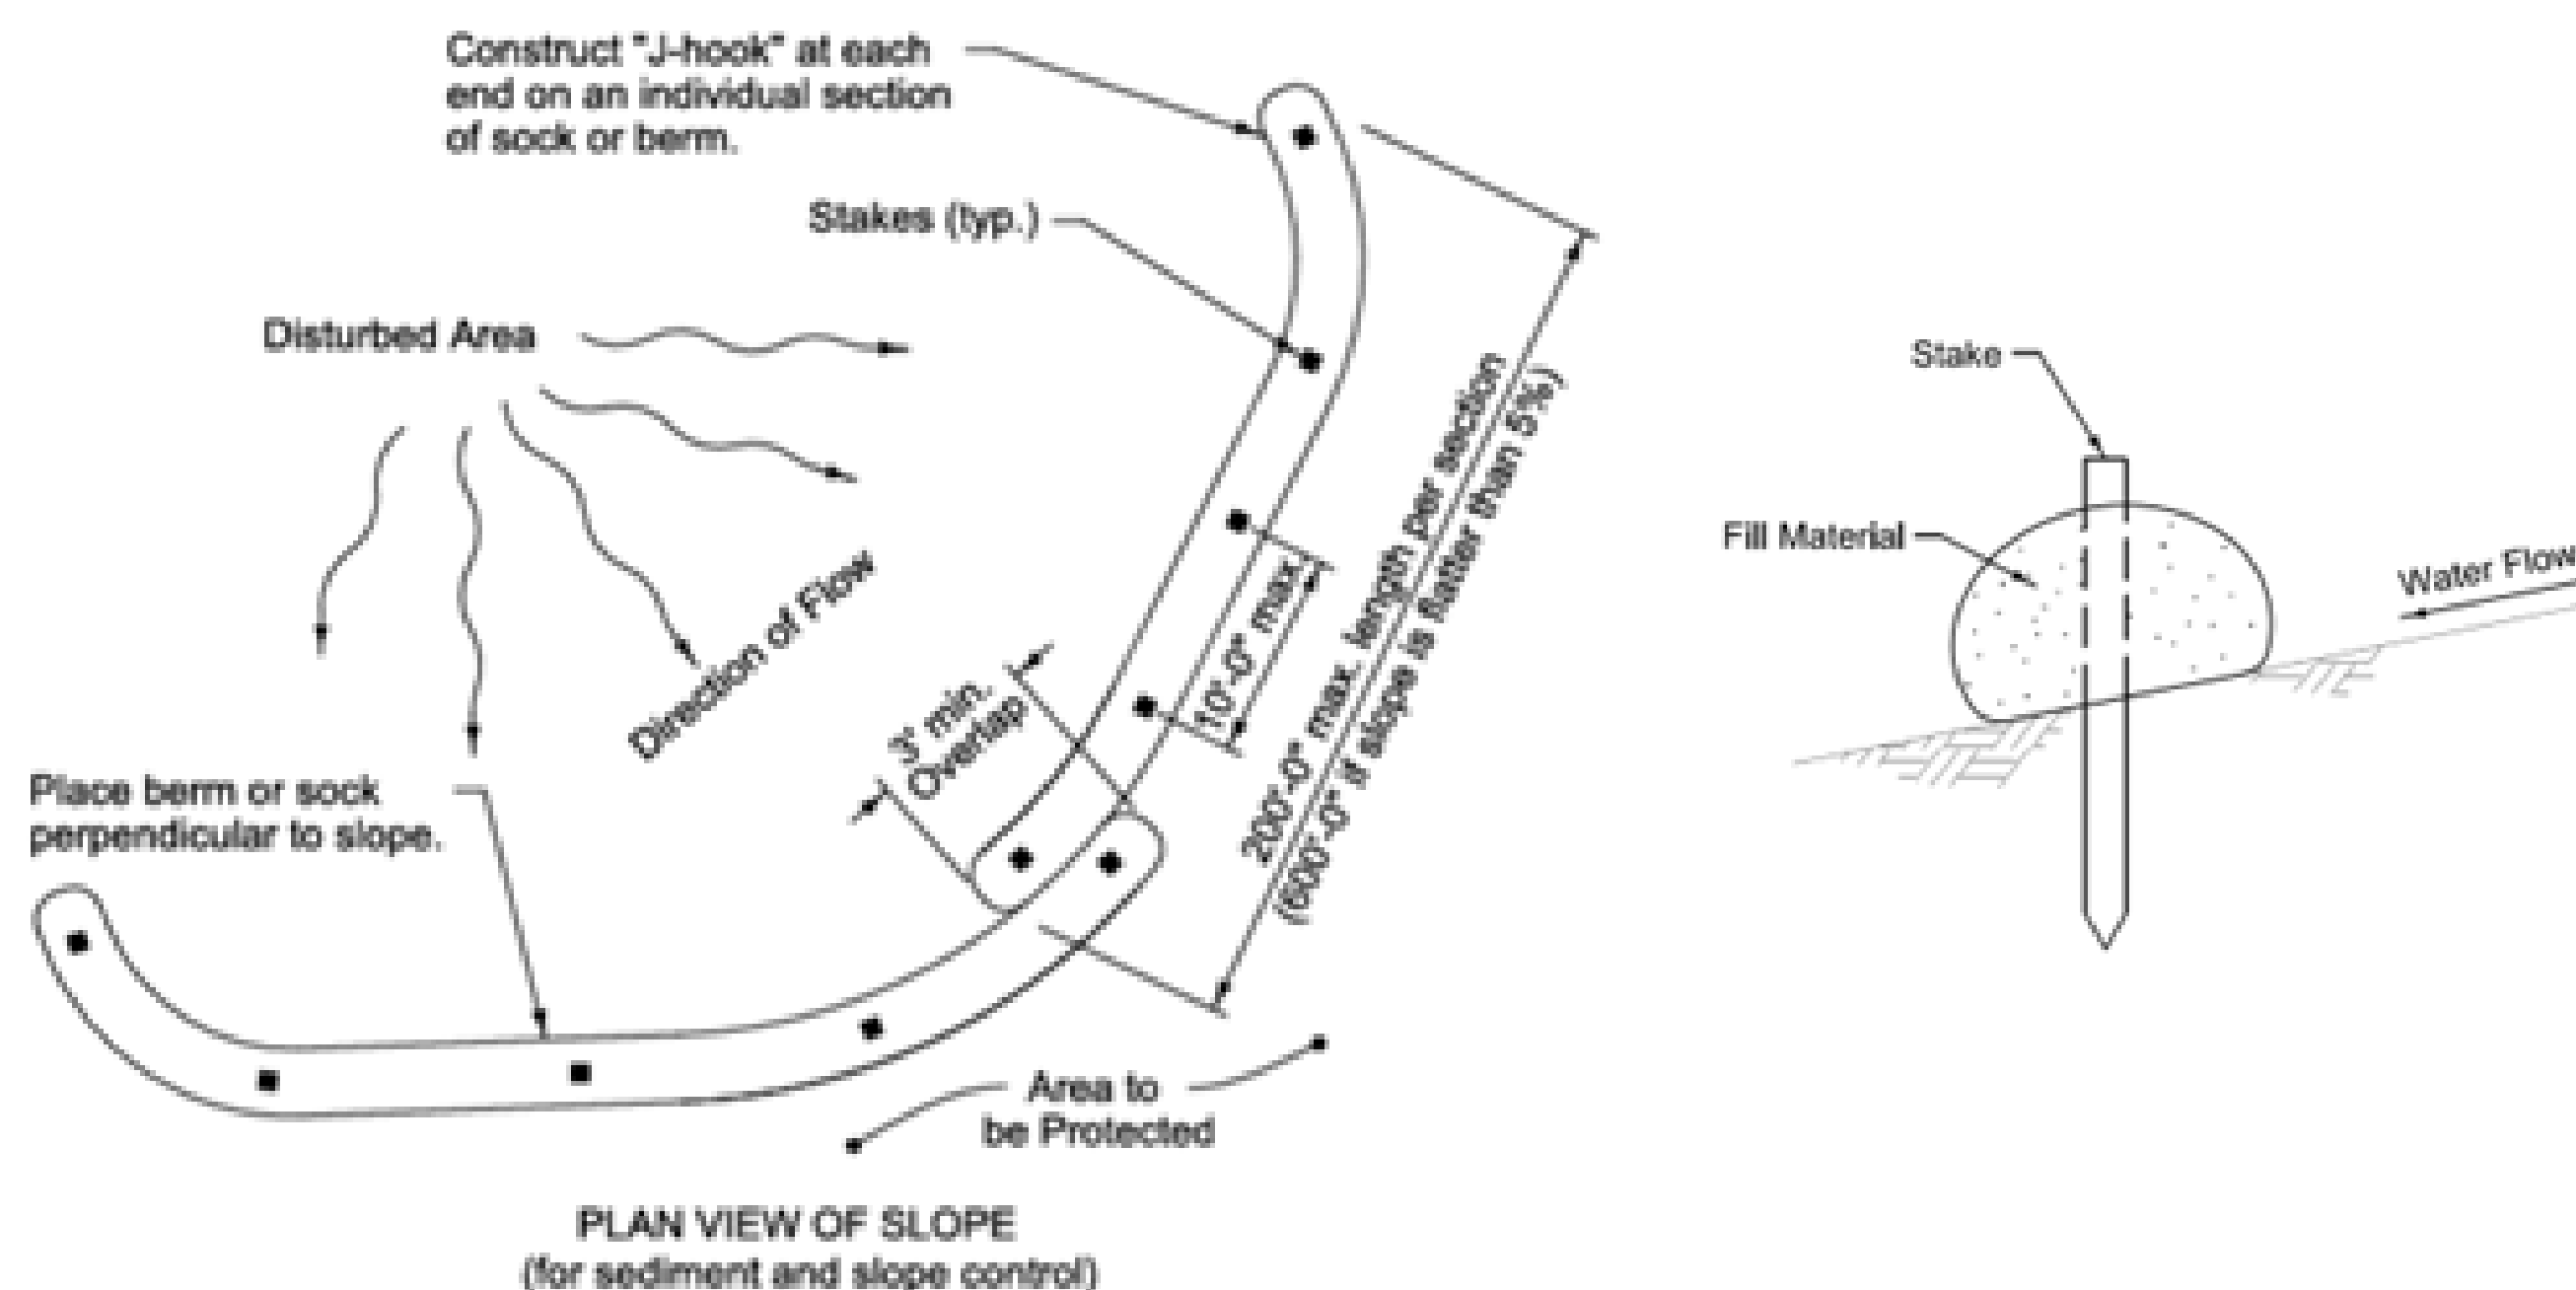 Construct "J-hook" at each
end on an individual section
of sock or berm.
Stakes (typ.)
Disturbed Area
Direction of Flow
3' min.
Overlap
10'-0" max.
200'-0" max. length per section
(600'-0" if slope is flatter than 5%)
Place berm or sock
perpendicular to slope.
Area to
be Protected
PLAN VIEW OF SLOPE
(for sediment and slope control)
Stake
Fill Material
Water Flow